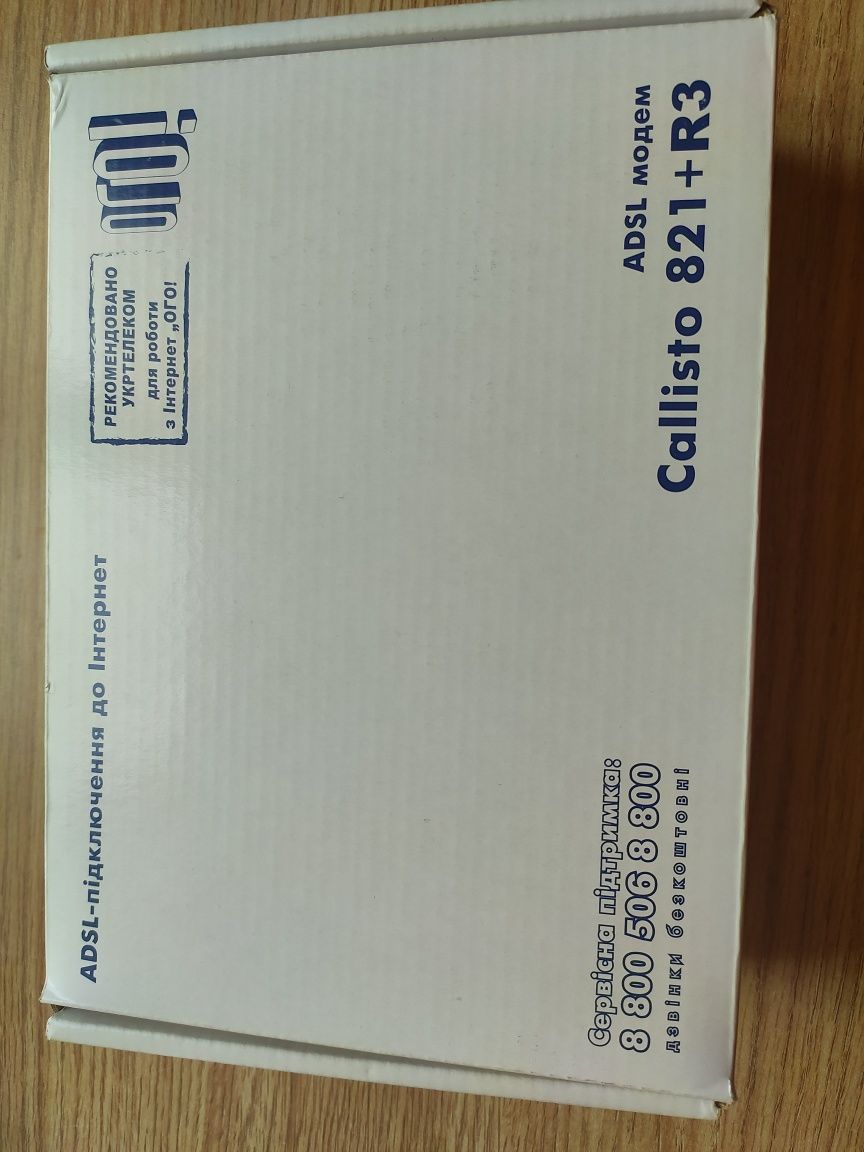 ADSL-підключення до Інтернет
РЕКОМЕНДОВАНО
УКРТЕЛЕКОМ
для роботи
з Інтернет „ОГО!
ОГО!
Сервісна підтримка:
8 800 506 8 800
дзвінки безкоштовні
ADSL модем
Callisto 821+R3